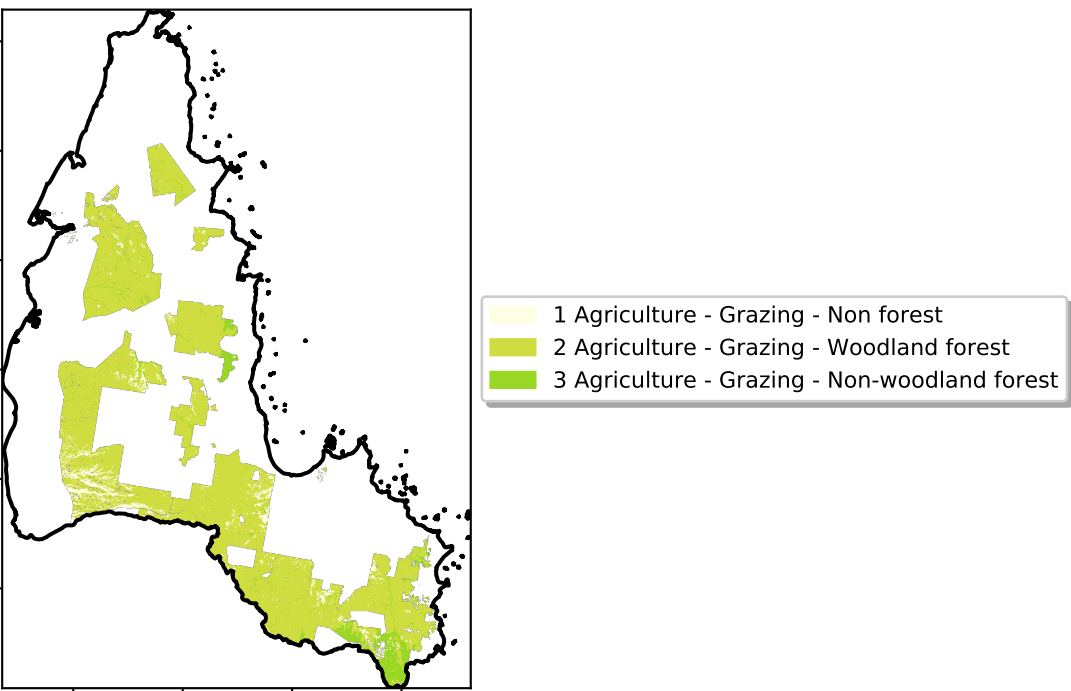 1 Agriculture - Grazing - Non forest
2 Agriculture - Grazing - Woodland forest
3 Agriculture - Grazing - Non-woodland forest